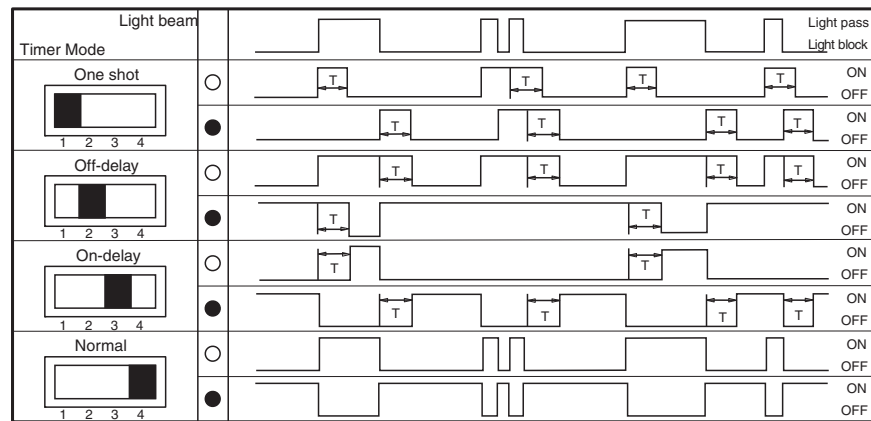 Light beam
Timer Mode
Light pass
Light block
One shot
1 2 3 4
T T T T
ON
OFF
T T T T
ON
OFF
Off-delay
1 2 3 4
T T T T
ON
OFF
T T
ON
OFF
On-delay
1 2 3 4
T T
ON
OFF
T T T T
ON
OFF
Normal
1 2 3 4
ON
OFF
ON
OFF